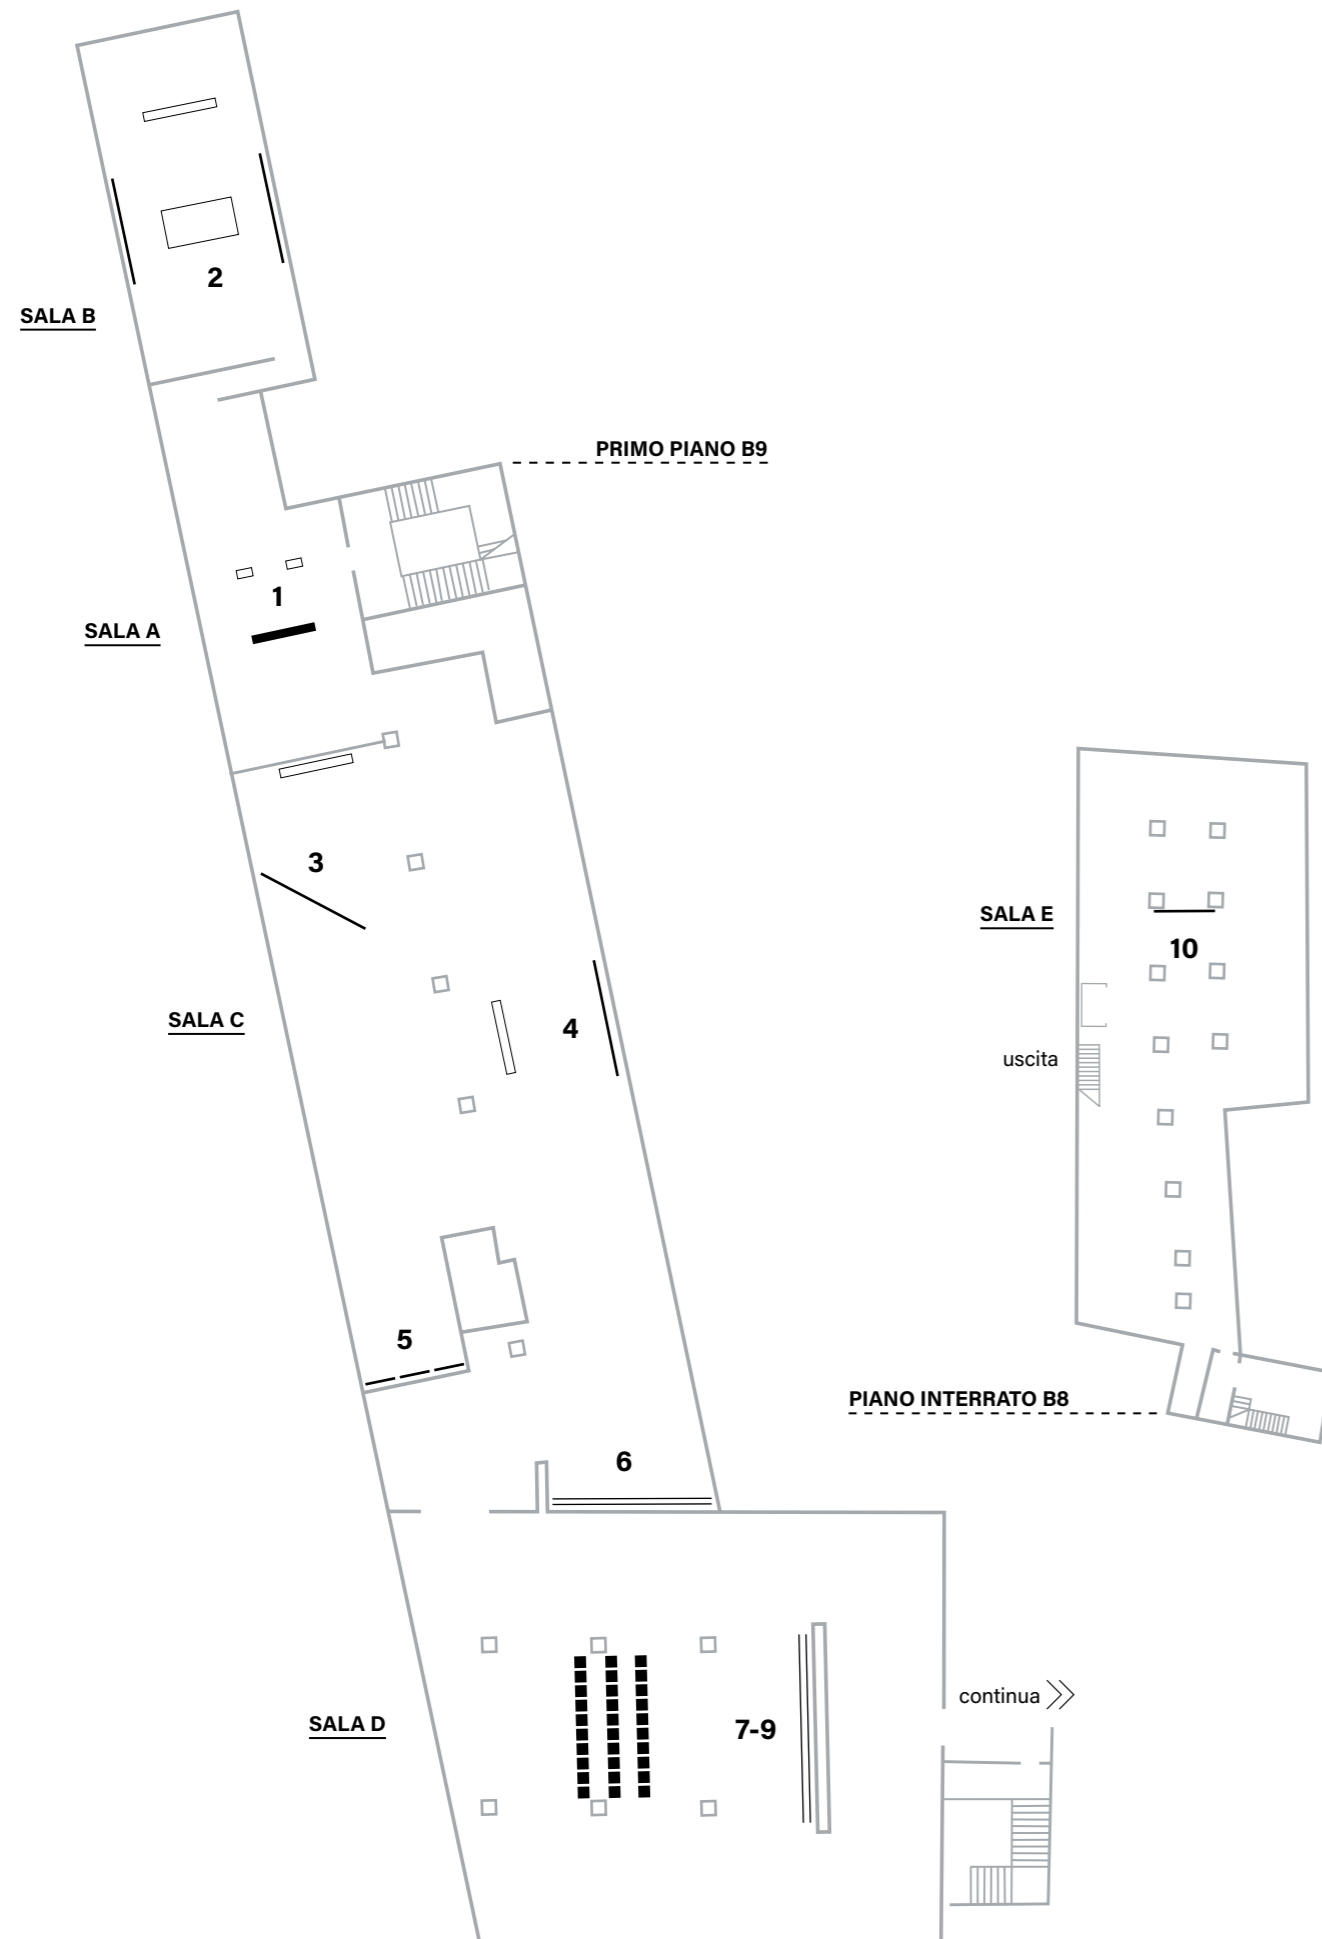 2
SALA B
PRIMO PIANO B9
1
SALA A
3
SALA C
4
5
6
SALA D
7-9
continua
SALA E
10
uscita
PIANO INTERRATO B8